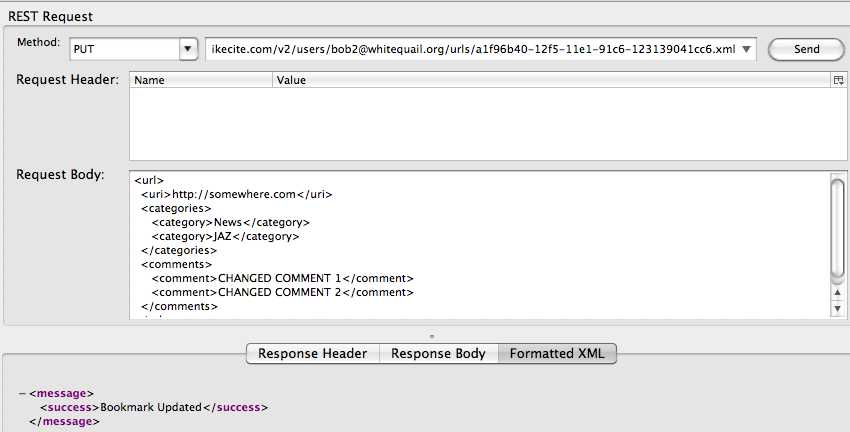 REST Request
Method: PUT ikecite.com/v2/users/bob2@whitequail.org/urls/a1f96b40-12f5-11e1-91c6-123139041cc6.xml Send
Request Header: Name Value
Request Body:
<url>
<uri>http://somewhere.com</uri>
<categories>
<category>News</category>
<category>JAZ</category>
</categories>
<comments>
<comment>CHANGED COMMENT 1</comment>
<comment>CHANGED COMMENT 2</comment>
</comments>
Response Header Response Body Formatted XML
− <message>
<success>Bookmark Updated</success>
</message>